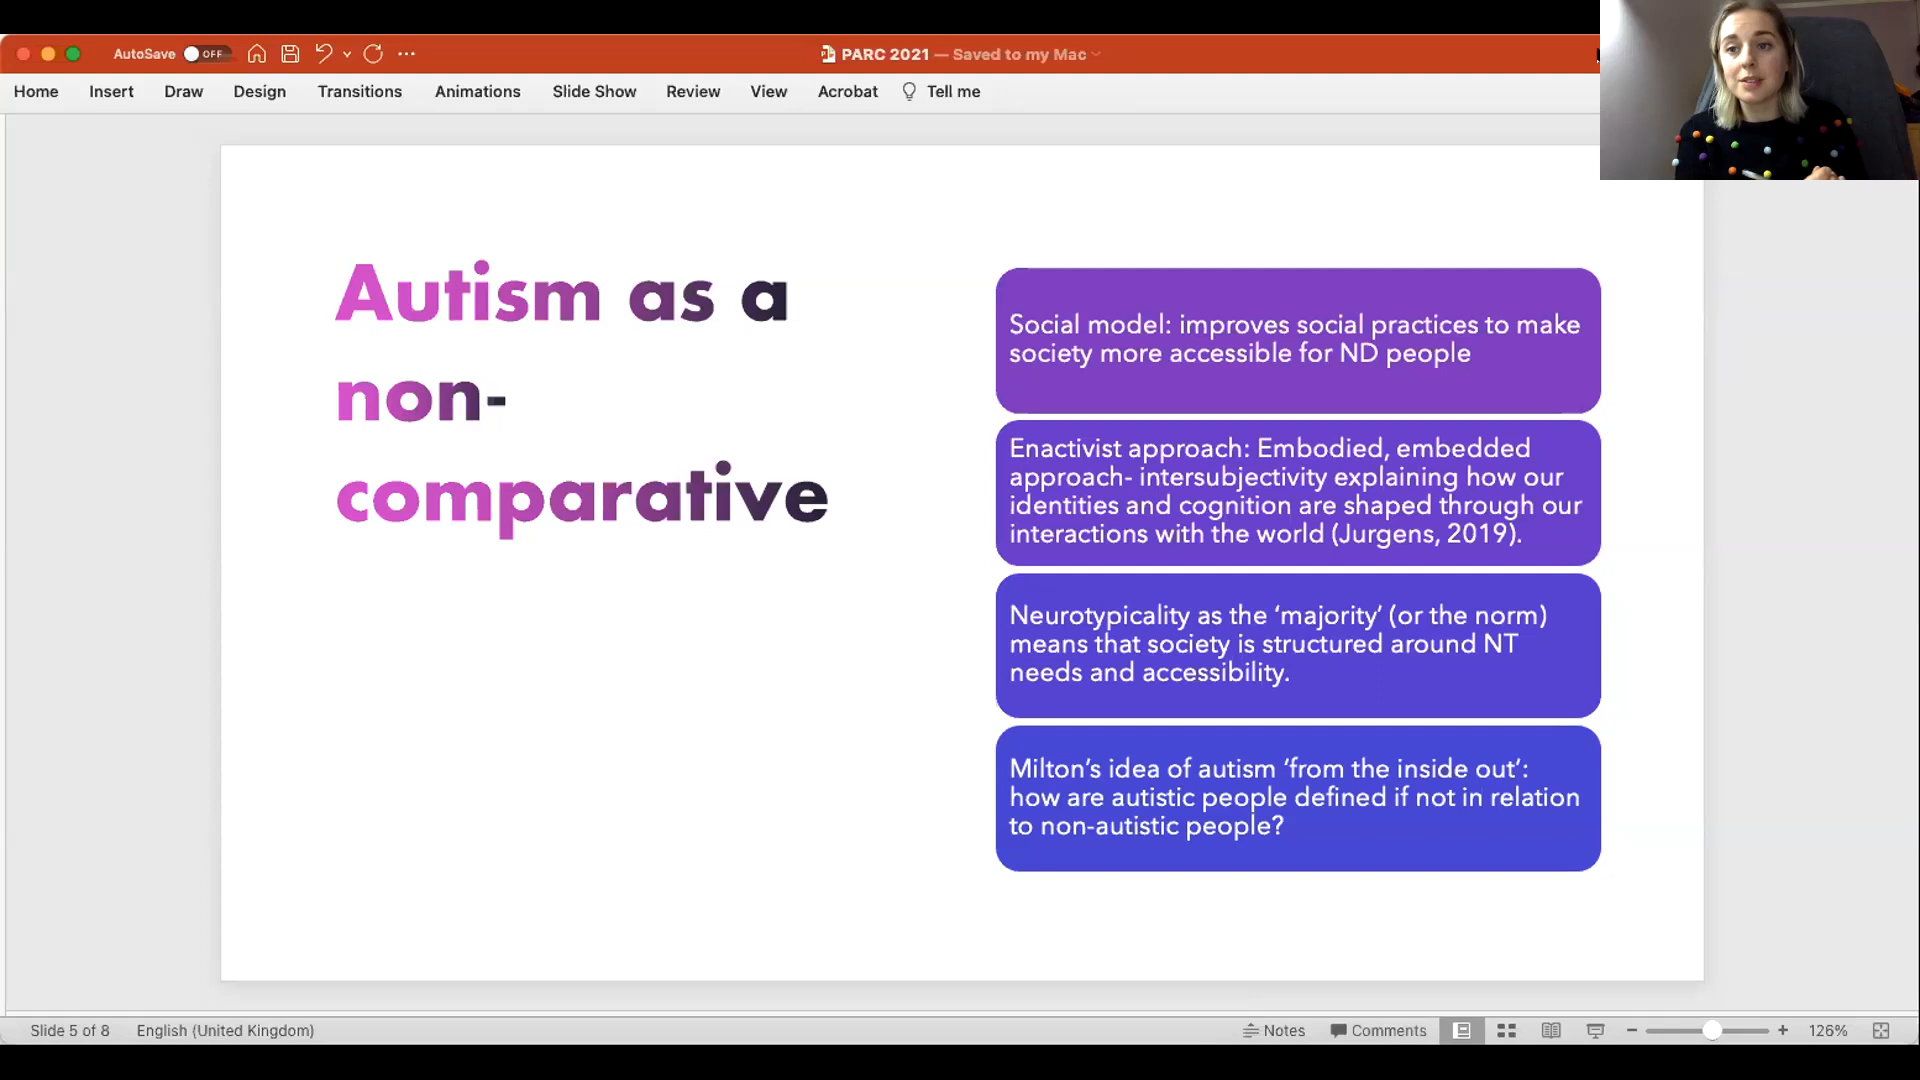 AutoSave OFF
PARC 2021 — Saved to my Mac
Home Insert Draw Design Transitions Animations Slide Show Review View Acrobat Tell me
Autism as a
non-
comparative
Social model: improves social practices to make
society more accessible for ND people
Enactivist approach: Embodied, embedded
approach- intersubjectivity explaining how our
identities and cognition are shaped through our
interactions with the world (Jurgens, 2019).
Neurotypicality as the ‘majority’ (or the norm)
means that society is structured around NT
needs and accessibility.
Milton’s idea of autism ‘from the inside out’:
how are autistic people defined if not in relation
to non-autistic people?
Slide 5 of 8 English (United Kingdom) Notes Comments 126%